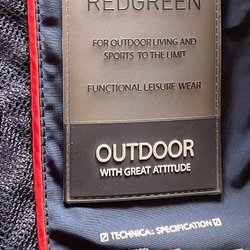 REDGREEN
FOR OUTDOOR LIVING AND
SPORTS TO THE LIMIT
FUNCTIONAL LEISURE WEAR
OUTDOOR
WITH GREAT ATTITUDE
TECHNICAL SPECIFICATION